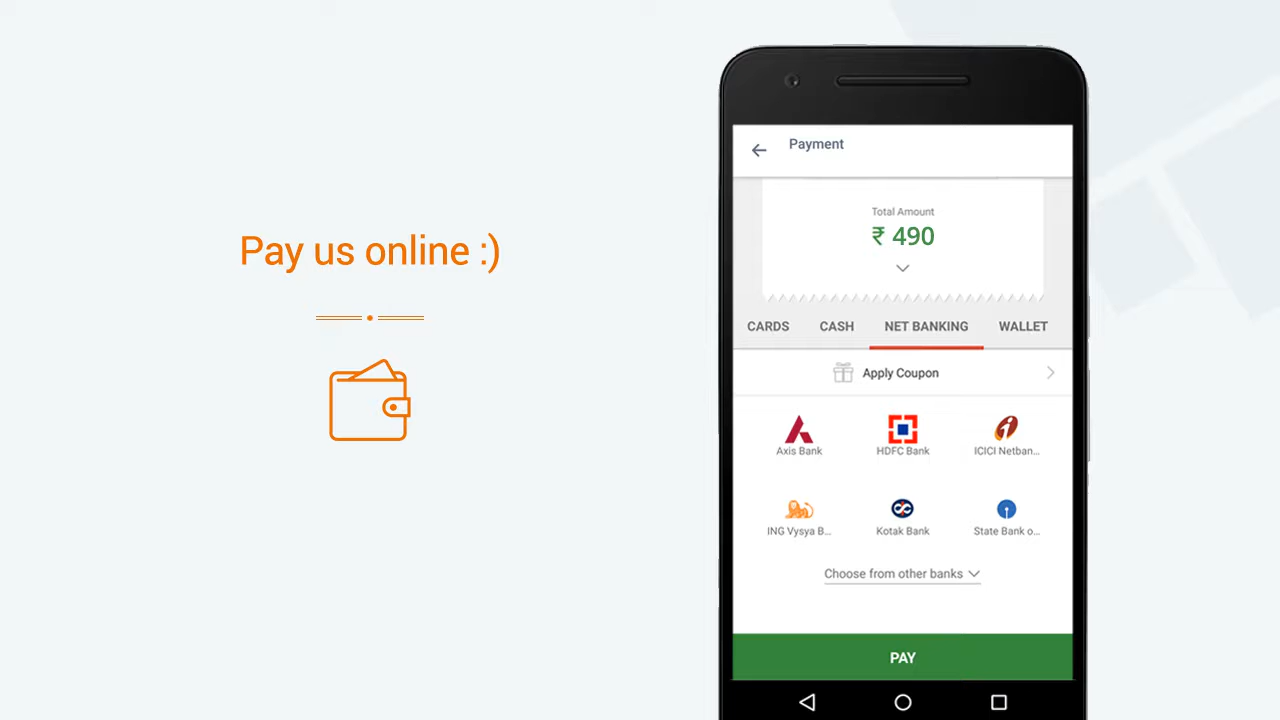 Pay us online :)
Payment
Total Amount
₹ 490
CARDS CASH NET BANKING WALLET
Apply Coupon
Axis Bank HDFC Bank ICICI Netban...
ING Vysya B... Kotak Bank State Bank o...
Choose from other banks
PAY